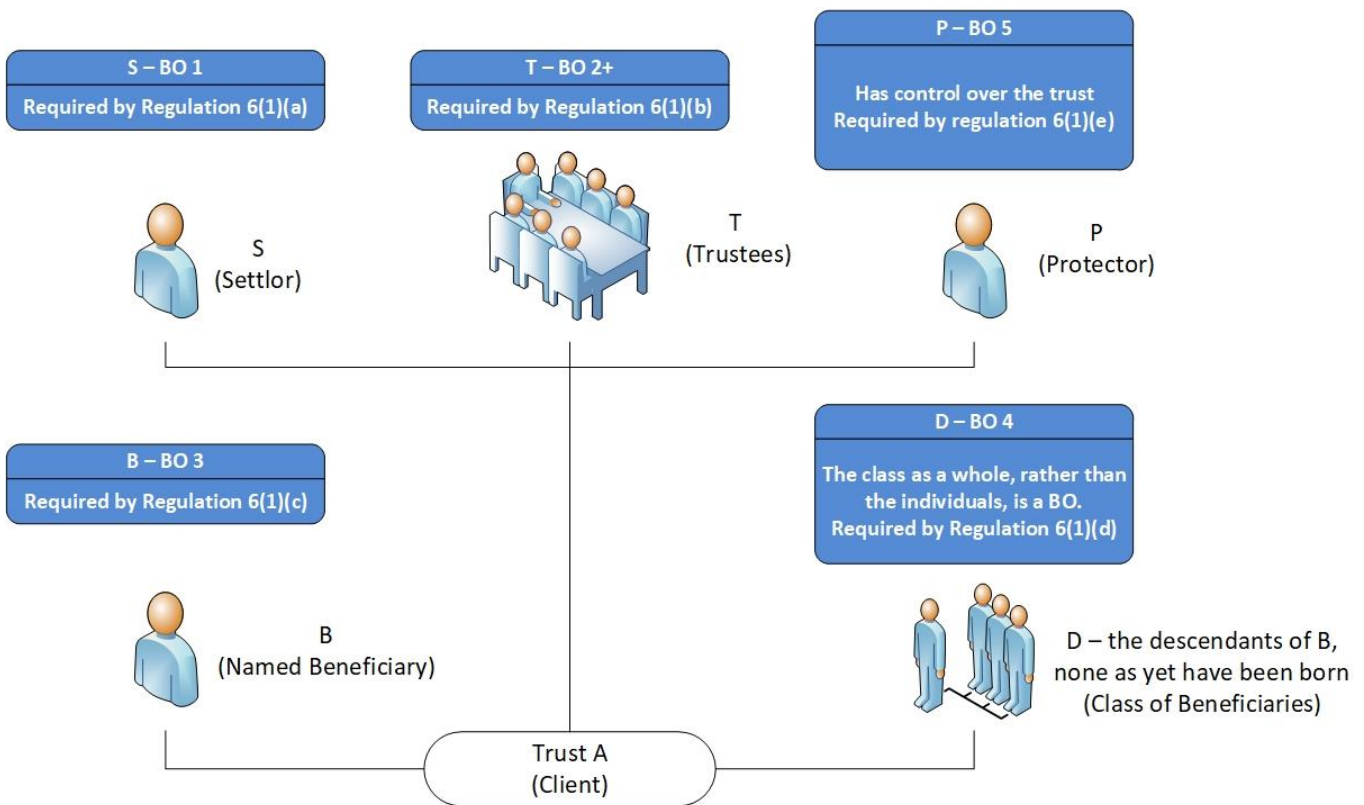 S – BO 1
Required by Regulation 6(1)(a)
T – BO 2+
Required by Regulation 6(1)(b)
P – BO 5
Has control over the trust
Required by regulation 6(1)(e)
S
(Settlor)
T
(Trustees)
P
(Protector)
B – BO 3
Required by Regulation 6(1)(c)
D – BO 4
The class as a whole, rather than
the individuals, is a BO.
Required by Regulation 6(1)(d)
B
(Named Beneficiary)
D – the descendants of B,
none as yet have been born
(Class of Beneficiaries)
Trust A
(Client)